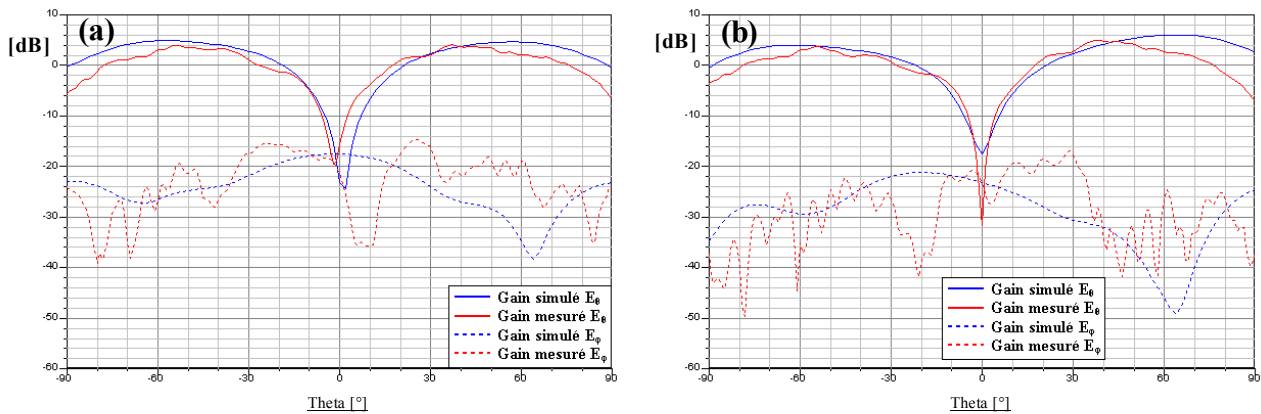 (a)
[dB]
10
0
-10
-20
-30
-40
-50
-60
-90
-60
-30
0
30
60
90
Theta [°]
Gain simulé Eθ
Gain mesuré Eθ
Gain simulé Eφ
Gain mesuré Eφ
(b)
[dB]
10
0
-10
-20
-30
-40
-50
-60
-90
-60
-30
0
30
60
90
Theta [°]
Gain simulé Eθ
Gain mesuré Eθ
Gain simulé Eφ
Gain mesuré Eφ